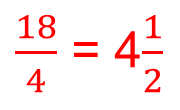 18/4 = 4 1/2